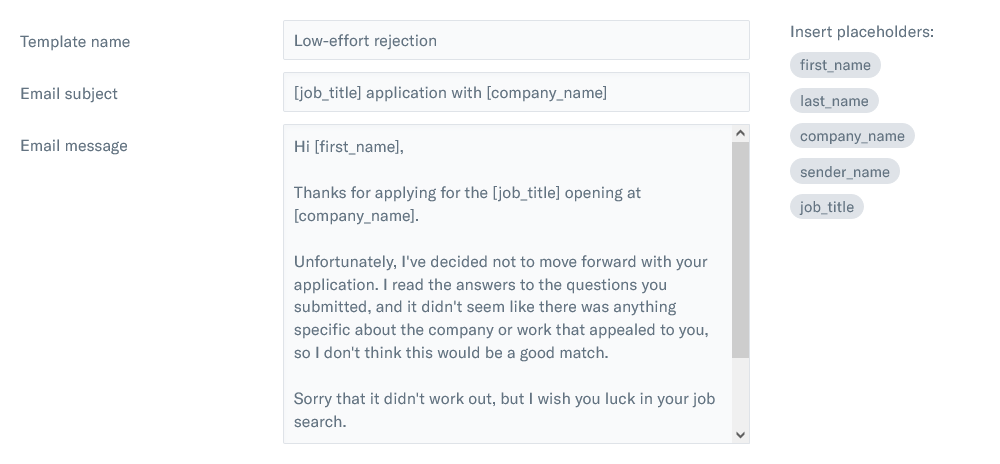 Template name
Low-effort rejection
Email subject
[job_title] application with [company_name]
Email message
Hi [first_name],
Thanks for applying for the [job_title] opening at
[company_name].
Unfortunately, I've decided not to move forward with your
application. I read the answers to the questions you
submitted, and it didn't seem like there was anything
specific about the company or work that appealed to you,
so I don't think this would be a good match.
Sorry that it didn't work out, but I wish you luck in your job
search.
Insert placeholders:
first_name
last_name
company_name
sender_name
job_title